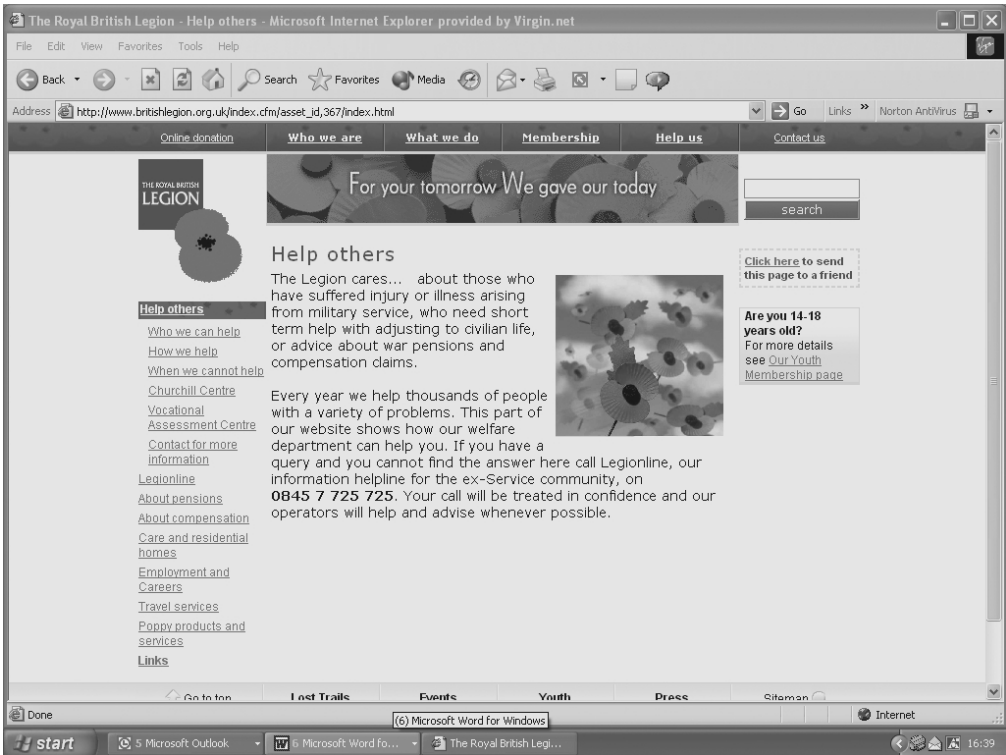 The Royal British Legion - Help others - Microsoft Internet Explorer provided by Virgin.net
File Edit View Favorites Tools Help
Back Search Favorites Media
Address http://www.britishlegion.org.uk/index.cfm/asset_id,367/index.html Go Links » Norton AntiVirus
Online donation Who we are What we do Membership Help us Contact us
THE ROYAL BRITISH
LEGION
For your tomorrow We gave our today
search
Help others
The Legion cares... about those who
have suffered injury or illness arising
from military service, who need short
term help with adjusting to civilian life,
or advice about war pensions and
compensation claims.
Every year we help thousands of people
with a variety of problems. This part of
our website shows how our welfare
department can help you. If you have a
query and you cannot find the answer here call Legionline, our
information helpline for the ex-Service community, on
0845 7 725 725. Your call will be treated in confidence and our
operators will help and advise whenever possible.
Click here to send
this page to a friend
Are you 14-18
years old?
For more details
see Our Youth
Membership page
Help others
Who we can help
How we help
When we cannot help
Churchill Centre
Vocational
Assessment Centre
Contact for more
information
Legionline
About pensions
About compensation
Care and residential
homes
Employment and
Careers
Travel services
Poppy products and
services
Links
Go to top Lost Trails Events Youth Press Sitemap
Done Internet
(6) Microsoft Word for Windows
start 5 Microsoft Outlook 6 Microsoft Word fo... The Royal British Legi... 16:39